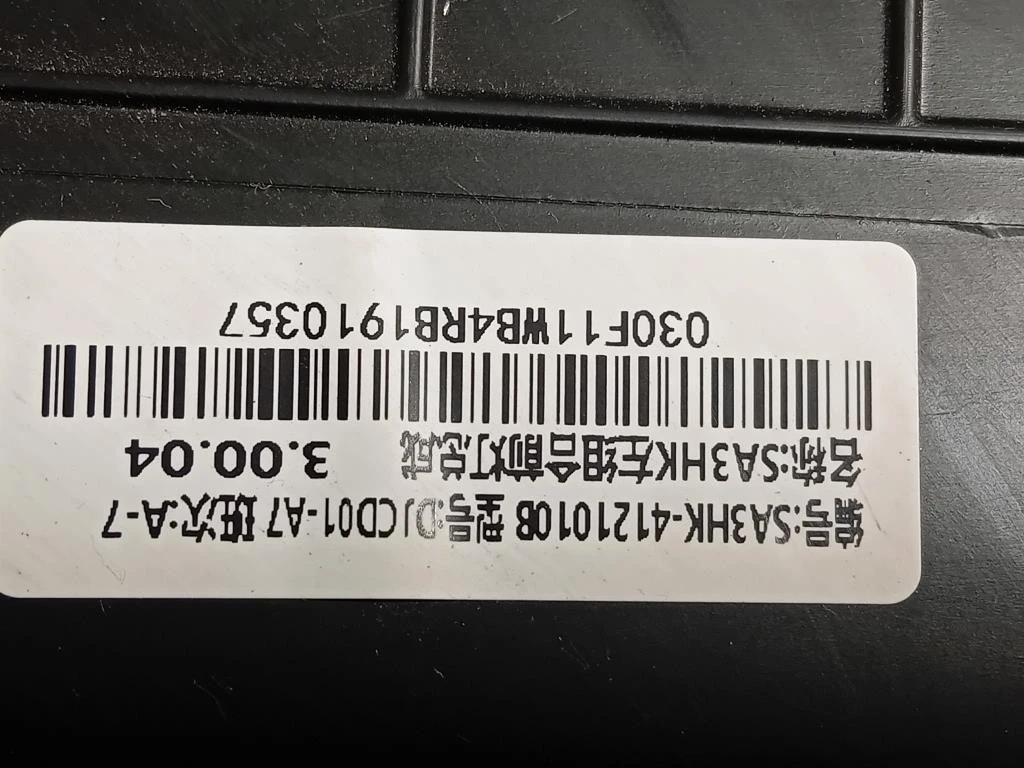 编号:SA3HK-4121010B 型号:DJCD01-A7 班次:A-7
名称:SA3HK左组合前灯总成 3.00.04
030F11WB4RB1910357